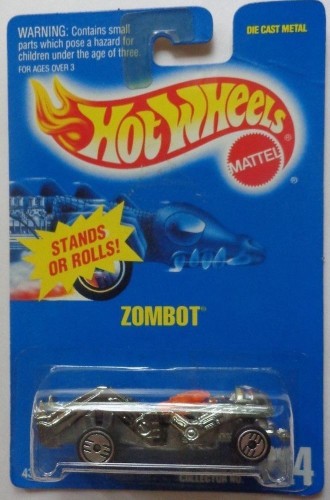 WARNING: Contains small
parts which pose a hazard for
children under the age of three
FOR AGES OVER 3
DIE CAST METAL
Hot Wheels
®
MATTEL
®
STANDS
OR ROLLS!
ZOMBOT
COLLECTOR
4